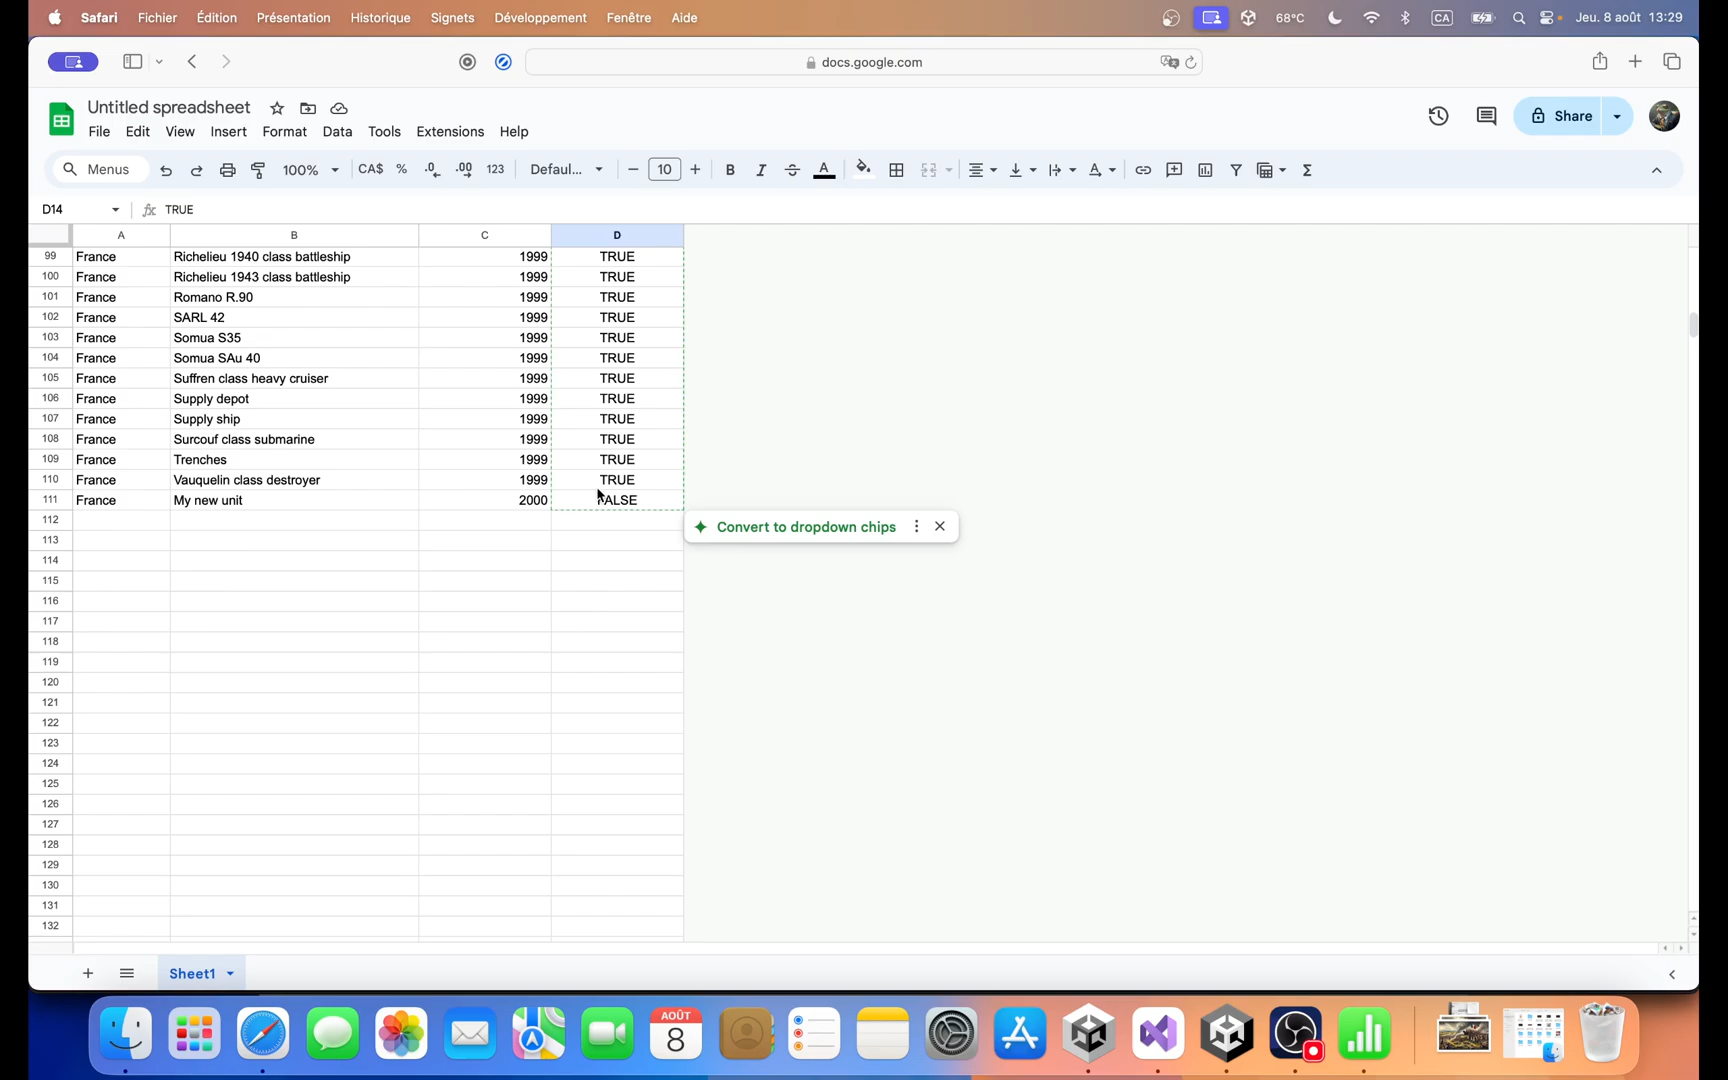 Safari Fichier Édition Présentation Historique Signets Développement Fenêtre Aide 68°C CA Jeu. 8 août 13:29
docs.google.com
Untitled spreadsheet
File Edit View Insert Format Data Tools Extensions Help
Share
Menus 100% CA$ % .0 .00 123 Defaul... 10 B I S A
D14 fx TRUE
A B C D
99 France Richelieu 1940 class battleship 1999 TRUE
100 France Richelieu 1943 class battleship 1999 TRUE
101 France Romano R.90 1999 TRUE
102 France SARL 42 1999 TRUE
103 France Somua S35 1999 TRUE
104 France Somua SAu 40 1999 TRUE
105 France Suffren class heavy cruiser 1999 TRUE
106 France Supply depot 1999 TRUE
107 France Supply ship 1999 TRUE
108 France Surcouf class submarine 1999 TRUE
109 France Trenches 1999 TRUE
110 France Vauquelin class destroyer 1999 TRUE
111 France My new unit 2000 FALSE
112
Convert to dropdown chips
113
114
115
116
117
118
119
120
121
122
123
124
125
126
127
128
129
130
131
132
Sheet1
AOÛT
8